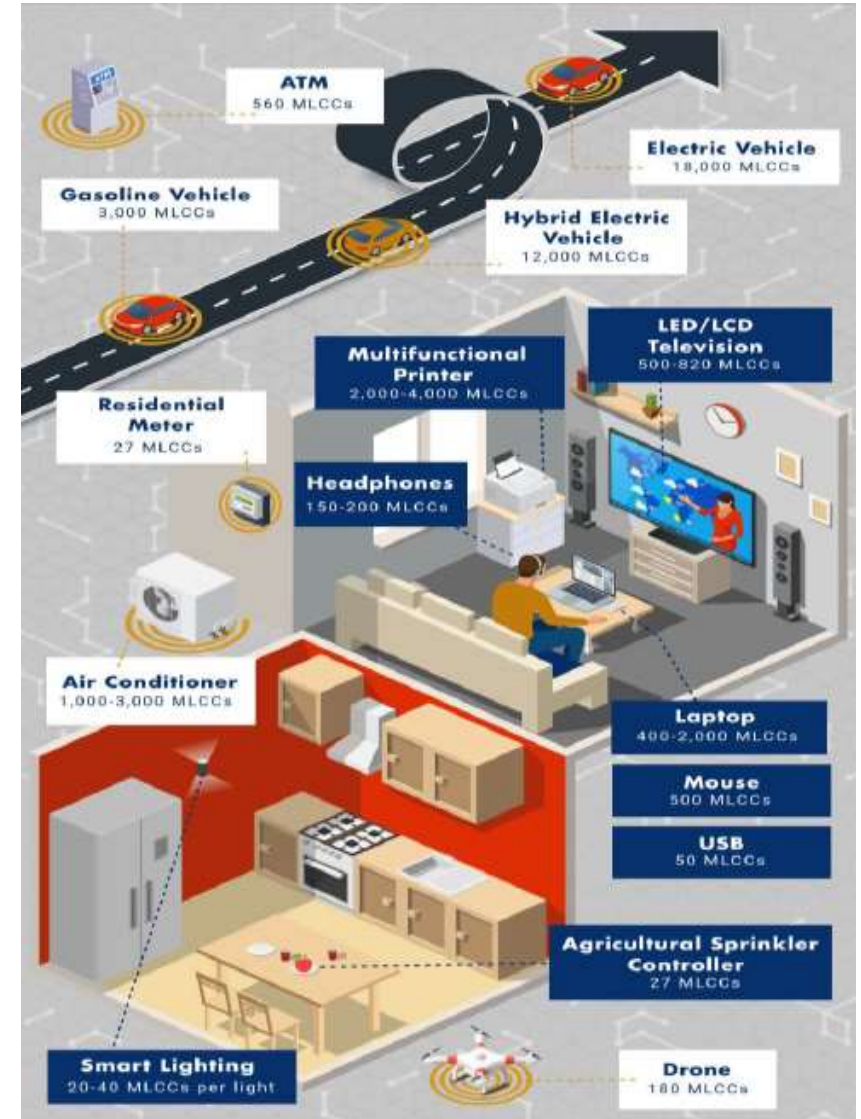 ATM
560 MLCCs
Electric Vehicle
18,000 MLCCs
Gasoline Vehicle
3,000 MLCCs
Hybrid Electric
Vehicle
12,000 MLCCs
LED/LCD
Television
500-820 MLCCs
Multifunctional
Printer
2,000-4,000 MLCCs
Residential
Meter
27 MLCCs
Headphones
150-200 MLCCs
Air Conditioner
1,000-3,000 MLCCs
Laptop
400-2,000 MLCCs
Mouse
500 MLCCs
USB
50 MLCCs
Agricultural Sprinkler
Controller
27 MLCCs
Smart Lighting
20-40 MLCCs per light
Drone
180 MLCCs